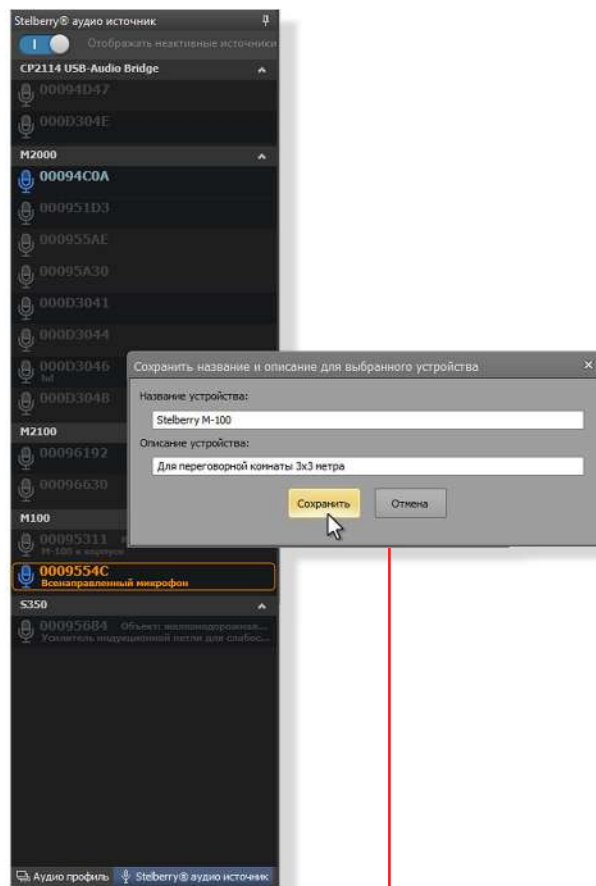 Stelberry® аудио источник
Отображать неактивные источники
CP2114 USB-Audio Bridge
00094D47
000D304E
M2000
00094C0A
000951D3
000955AE
00095A30
000D3041
000D3044
000D3046
000D3048
Сохранить название и описание для выбранного устройства
Название устройства:
Stelberry M-100
Описание устройства:
Для переговорной комнаты 3х3 метра
Сохранить
Отмена
M2100
00096192
00096630
M100
00095311
М-100 в корпусе
0009554C
Всенаправленный микрофон
S350
00095684 Объект: железнодорожная...
Усилитель индукционной петли для слабос...
Аудио профиль
Stelberry® аудио источник